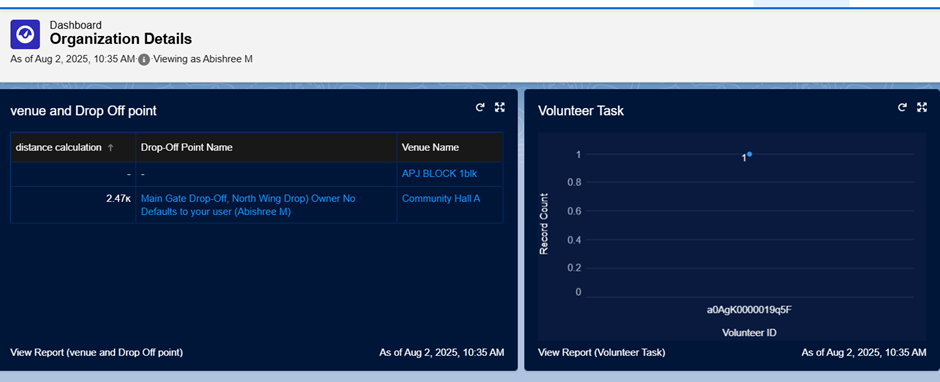 Dashboard
Organization Details
As of Aug 2, 2025, 10:35 AM·Viewing as Abishree M
venue and Drop Off point
distance calculation ↑ Drop-Off Point Name Venue Name
- - APJ BLOCK 1blk
2.47K Main Gate Drop-Off, North Wing Drop) Owner No Community Hall A
Defaults to your user (Abishree M)
View Report (venue and Drop Off point) As of Aug 2, 2025, 10:35 AM
Volunteer Task
Record Count
1
0.8
0.6
0.4
0.2
0
1
a0AgK0000019q5F
Volunteer ID
View Report (Volunteer Task) As of Aug 2, 2025, 10:35 AM